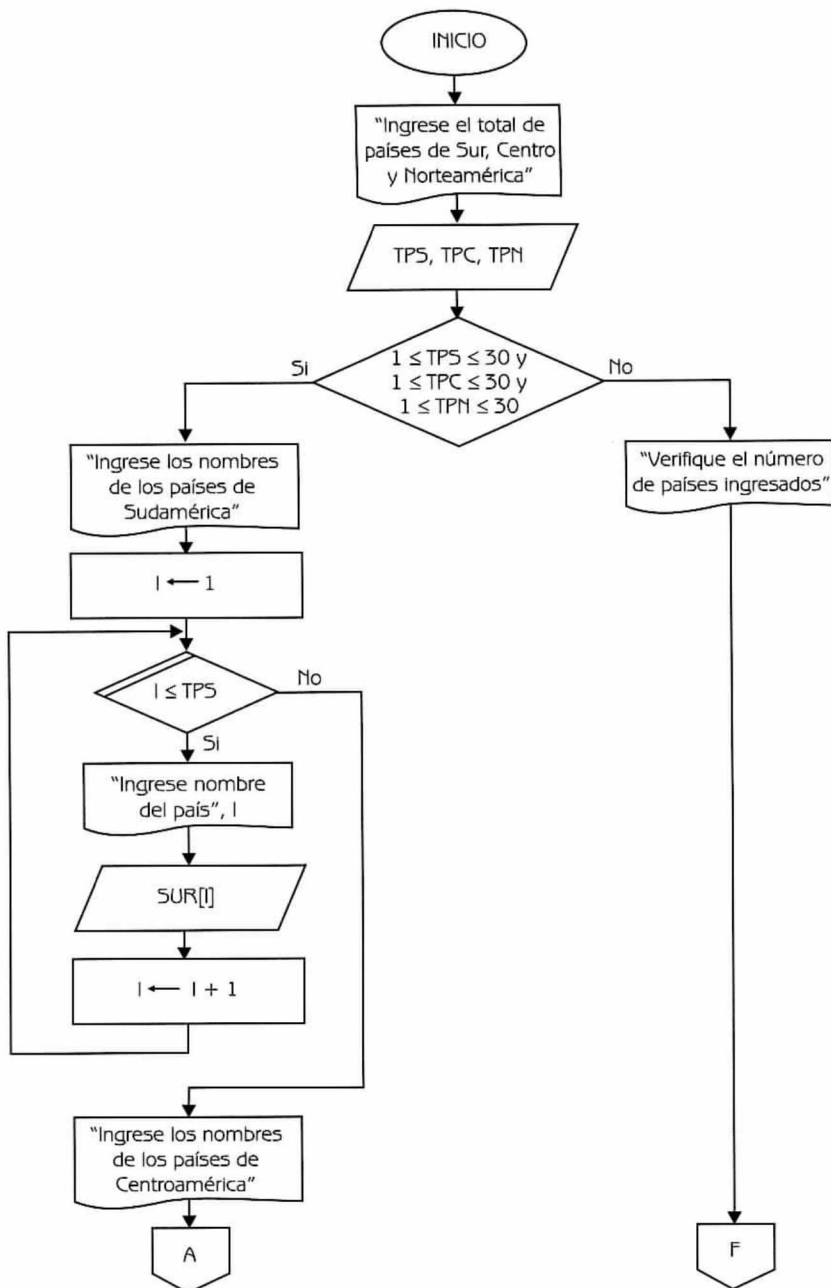 INICIO
"Ingrese el total de
países de Sur, Centro
y Norteamérica"
TPS, TPC, TPN
Si
1 ≤ TPS ≤ 30 y
1 ≤ TPC ≤ 30 y
1 ≤ TPN ≤ 30
No
"Ingrese los nombres
de los países de
Sudamérica"
"Verifique el número
de países ingresados"
I ← 1
I ≤ TPS
No
Si
"Ingrese nombre
del país", I
SUR[I]
I ← I + 1
"Ingrese los nombres
de los países de
Centroamérica"
A
F